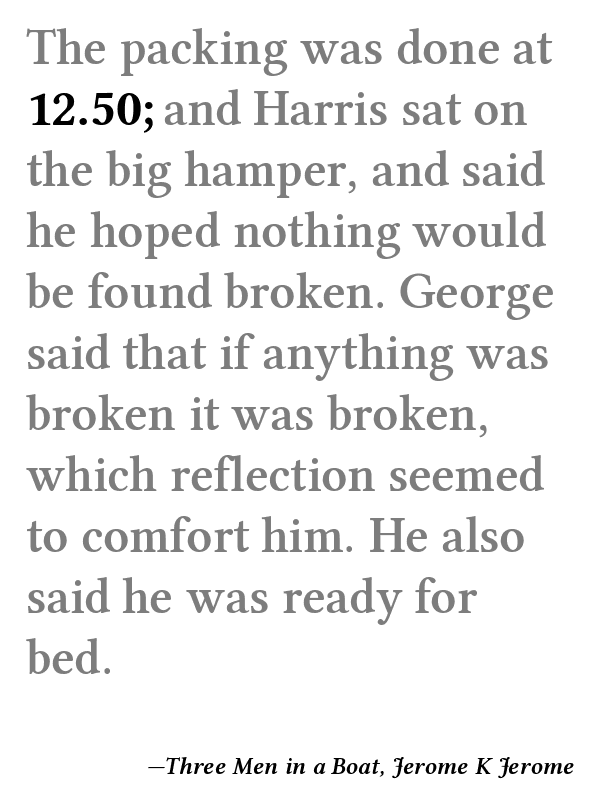 The packing was done at
12.50; and Harris sat on
the big hamper, and said
he hoped nothing would
be found broken. George
said that if anything was
broken it was broken,
which reflection seemed
to comfort him. He also
said he was ready for
bed.
—Three Men in a Boat, Jerome K Jerome